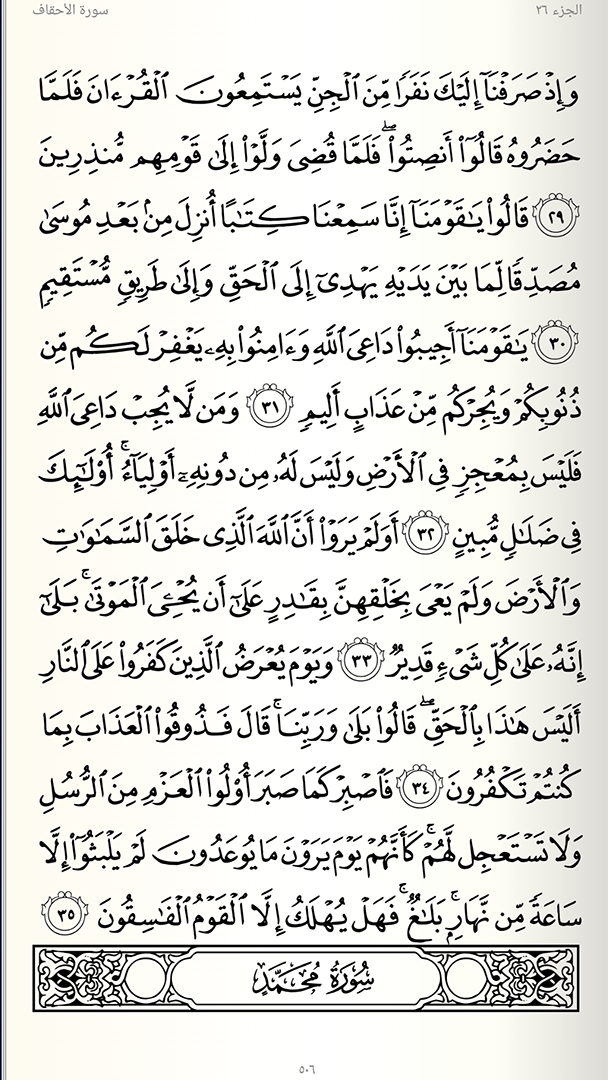 الجزء ٢٦ سورة الأحقاف
وَإِذْ صَرَفْنَآ إِلَيْكَ نَفَرًا مِّنَ ٱلْجِنِّ يَسْتَمِعُونَ ٱلْقُرْءَانَ فَلَمَّا
حَضَرُوهُ قَالُوٓا۟ أَنصِتُوا۟ ۖ فَلَمَّا قُضِىَ وَلَّوْا۟ إِلَىٰ قَوْمِهِم مُّنذِرِينَ
٢٩ قَالُوا۟ يَـٰقَوْمَنَآ إِنَّا سَمِعْنَا كِتَـٰبًا أُنزِلَ مِنۢ بَعْدِ مُوسَىٰ
مُصَدِّقًا لِّمَا بَيْنَ يَدَيْهِ يَهْدِىٓ إِلَى ٱلْحَقِّ وَإِلَىٰ طَرِيقٍ مُّسْتَقِيمٍ
٣٠ يَـٰقَوْمَنَآ أَجِيبُوا۟ دَاعِىَ ٱللَّهِ وَءَامِنُوا۟ بِهِۦ يَغْفِرْ لَكُم مِّن
ذُنُوبِكُمْ وَيُجِرْكُم مِّنْ عَذَابٍ أَلِيمٍ ٣١ وَمَن لَّا يُجِبْ دَاعِىَ ٱللَّهِ
فَلَيْسَ بِمُعْجِزٍ فِى ٱلْأَرْضِ وَلَيْسَ لَهُۥ مِن دُونِهِۦٓ أَوْلِيَآءُ ۚ أُو۟لَـٰٓئِكَ
فِى ضَلَـٰلٍ مُّبِينٍ ٣٢ أَوَلَمْ يَرَوْا۟ أَنَّ ٱللَّهَ ٱلَّذِى خَلَقَ ٱلسَّمَـٰوَٰتِ
وَٱلْأَرْضَ وَلَمْ يَعْىَ بِخَلْقِهِنَّ بِقَـٰدِرٍ عَلَىٰٓ أَن يُحْـِۧىَ ٱلْمَوْتَىٰ ۚ بَلَىٰٓ
إِنَّهُۥ عَلَىٰ كُلِّ شَىْءٍ قَدِيرٌ ٣٣ وَيَوْمَ يُعْرَضُ ٱلَّذِينَ كَفَرُوا۟ عَلَى ٱلنَّارِ
أَلَيْسَ هَـٰذَا بِٱلْحَقِّ ۖ قَالُوا۟ بَلَىٰ وَرَبِّنَا ۚ قَالَ فَذُوقُوا۟ ٱلْعَذَابَ بِمَا
كُنتُمْ تَكْفُرُونَ ٣٤ فَٱصْبِرْ كَمَا صَبَرَ أُو۟لُوا۟ ٱلْعَزْمِ مِنَ ٱلرُّسُلِ
وَلَا تَسْتَعْجِل لَّهُمْ ۚ كَأَنَّهُمْ يَوْمَ يَرَوْنَ مَا يُوعَدُونَ لَمْ يَلْبَثُوٓا۟ إِلَّا
سَاعَةً مِّن نَّهَارٍۭ ۚ بَلَـٰغٌ ۚ فَهَلْ يُهْلَكُ إِلَّا ٱلْقَوْمُ ٱلْفَـٰسِقُونَ ٣٥
سُورَةُ مُحَمَّدٍ
٥٠٦